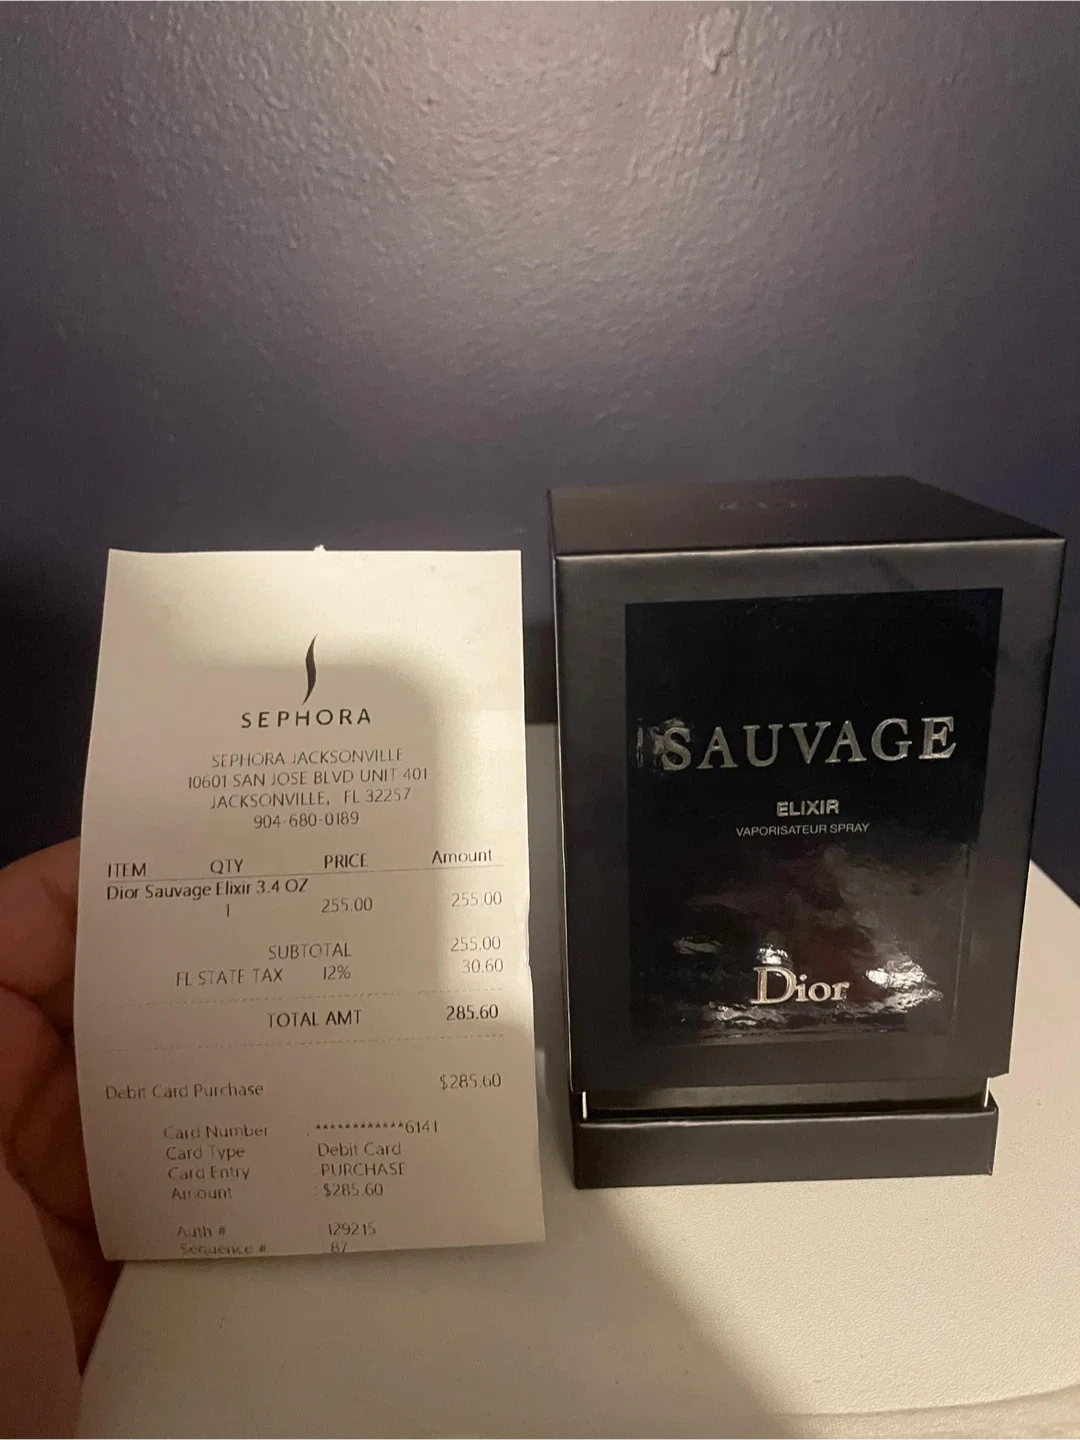 SEPHORA
SEPHORA JACKSONVILLE
10601 SAN JOSE BLVD UNIT 401
JACKSONVILLE, FL 32257
904-680-0189
ITEM QTY PRICE Amount
Dior Sauvage Elixir 3.4 OZ
1 255.00 255.00
SUBTOTAL 255.00
FL STATE TAX 12% 30.60
TOTAL AMT 285.60
Debit Card Purchase $285.60
Card Number : ************6141
Card Type : Debit Card
Card Entry : PURCHASE
Amount : $285.60
Auth # : 129215
Sequence # : 87
SAUVAGE
ELIXIR
VAPORISATEUR SPRAY
Dior